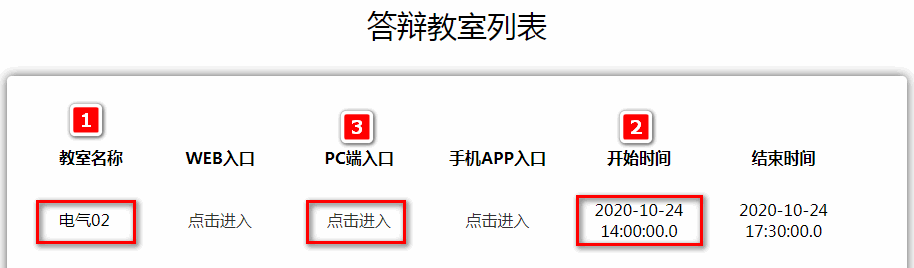 答辩教室列表
1 3 2
教室名称 WEB入口 PC端入口 手机APP入口 开始时间 结束时间
电气02 点击进入 点击进入 点击进入 2020-10-24 2020-10-24
14:00:00.0 17:30:00.0